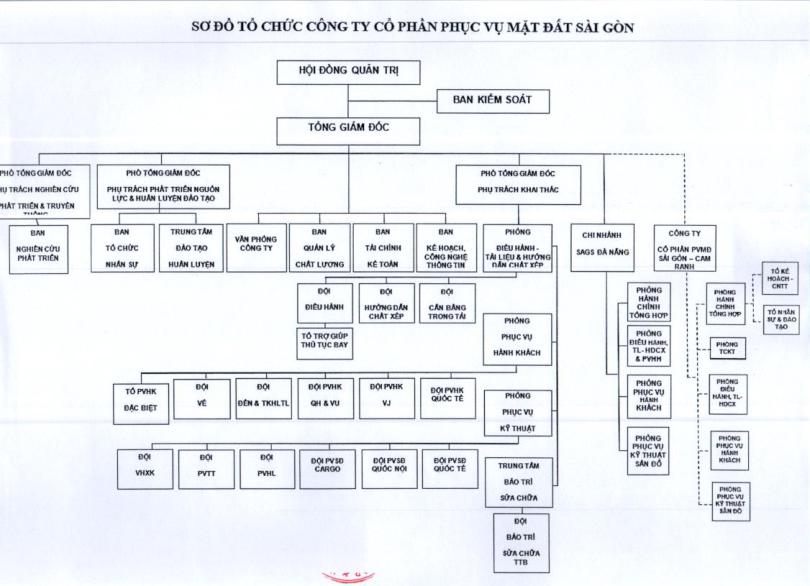 SƠ ĐỒ TỔ CHỨC CÔNG TY CỔ PHẦN PHỤC VỤ MẶT ĐẤT SÀI GÒN
HỘI ĐỒNG QUẢN TRỊ
BAN KIỂM SOÁT
TỔNG GIÁM ĐỐC
PHÓ TỔNG GIÁM ĐỐC
PHỤ TRÁCH NGHIÊN CỨU
PHÁT TRIỂN & TRUYỀN
THÔNG
PHÓ TỔNG GIÁM ĐỐC
PHỤ TRÁCH PHÁT TRIỂN NGUỒN
LỰC & HUẤN LUYỆN ĐÀO TẠO
PHÓ TỔNG GIÁM ĐỐC
PHỤ TRÁCH KHAI THÁC
BAN
NGHIÊN CỨU
PHÁT TRIỂN
BAN
TỔ CHỨC
NHÂN SỰ
TRUNG TÂM
ĐÀO TẠO
HUẤN LUYỆN
VĂN PHÒNG
CÔNG TY
BAN
QUẢN LÝ
CHẤT LƯỢNG
BAN
TÀI CHÍNH
KẾ TOÁN
BAN
KẾ HOẠCH,
CÔNG NGHỆ
THÔNG TIN
PHÒNG
ĐIỀU HÀNH -
TÀI LIỆU & HƯỚNG
DẪN CHẤT XẾP
CHI NHÁNH
SAGS ĐÀ NẴNG
CÔNG TY
CỔ PHẦN PVMĐ
SÀI GÒN – CAM
RANH
ĐỘI
ĐIỀU HÀNH
ĐỘI
HƯỚNG DẪN
CHẤT XẾP
ĐỘI
CÂN BẰNG
TRỌNG TẢI
TỔ TRỢ GIÚP
THỦ TỤC BAY
PHÒNG
PHỤC VỤ
HÀNH KHÁCH
TỔ PVHK
ĐẶC BIỆT
ĐỘI
VÉ
ĐỘI
ĐẾN & TKHLTL
ĐỘI PVHK
QH & VU
ĐỘI PVHK
VJ
ĐỘI PVHK
QUỐC TẾ
PHÒNG
PHỤC VỤ
KỸ THUẬT
ĐỘI
VHXK
ĐỘI
PVTT
ĐỘI
PVHL
ĐỘI PVSĐ
CARGO
ĐỘI PVSĐ
QUỐC NỘI
ĐỘI PVSĐ
QUỐC TẾ
TRUNG TÂM
BẢO TRÌ
SỬA CHỮA
ĐỘI
BẢO TRÌ
SỬA CHỮA
TTB
PHÒNG
HÀNH
CHÍNH
TỔNG HỢP
PHÒNG
ĐIỀU HÀNH,
TL-HDCX
& PVHH
PHÒNG
PHỤC VỤ
HÀNH
KHÁCH
PHÒNG
PHỤC VỤ
KỸ THUẬT
SÂN ĐỖ
PHÒNG
HÀNH
CHÍNH
TỔNG HỢP
TỔ KẾ
HOẠCH -
CNTT
TỔ NHÂN
SỰ & ĐÀO
TẠO
PHÒNG
TCKT
PHÒNG
ĐIỀU
HÀNH, TL-
HDCX
PHÒNG
PHỤC VỤ
HÀNH
KHÁCH
PHÒNG
PHỤC VỤ
KỸ THUẬT
SÂN ĐỖ